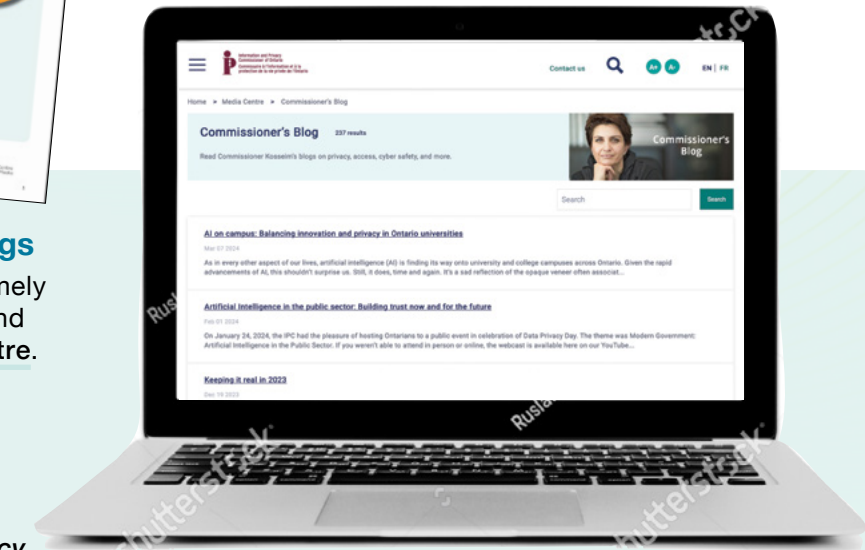 Information and Privacy
Commissioner of Ontario
Commissaire à l'information et à la
protection de la vie privée de l'Ontario
Contact us
A+ A-
EN | FR
Home > Media Centre > Commissioner's Blog
Commissioner's Blog 237 results
Read Commissioner Kosseim's blogs on privacy, access, cyber safety, and more.
Commissioner's
Blog
Search Search
AI on campus: Balancing innovation and privacy in Ontario universities
Mar 07 2024
As in every other aspect of our lives, artificial intelligence (AI) is finding its way onto university and college campuses across Ontario. Given the rapid
advancements of AI, this shouldn't surprise us. Still, it does, time and again. It's a sad reflection of the opaque veneer often associat...
Artificial Intelligence in the public sector: Building trust now and for the future
Feb 01 2024
On January 24, 2024, the IPC had the pleasure of hosting Ontarians to a public event in celebration of Data Privacy Day. The theme was Modern Government:
Artificial Intelligence in the Public Sector. If you weren't able to attend in person or online, the webcast is available here on our YouTube...
Keeping it real in 2023
Dec 19 2023
gs
mely
nd
tre.
cy
shutterstock
shutterstock